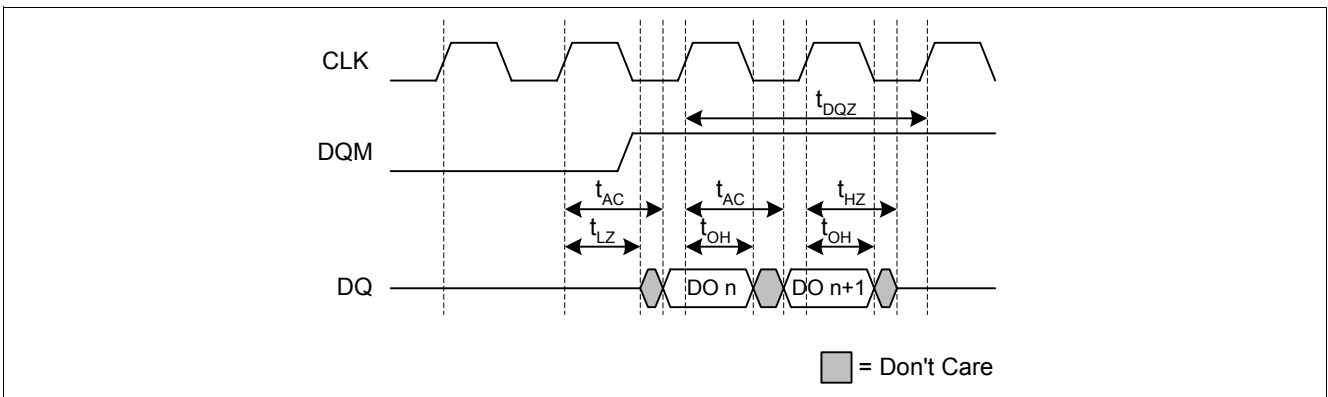 CLK
tDQZ
DQM
tAC tAC tHZ
tLZ tOH tOH
DQ DO n DO n+1
= Don't Care